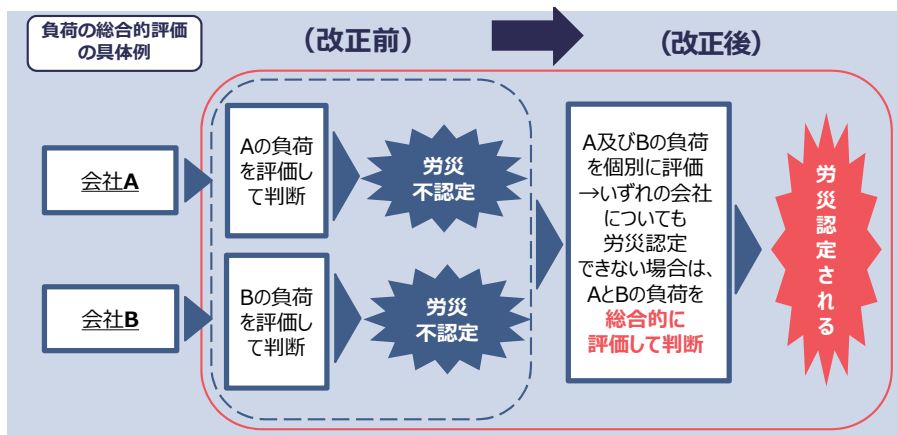 負荷の総合的評価
の具体例
（改正前）
（改正後）
会社A
Aの負荷
を評価し
て判断
労災
不認定
会社B
Bの負荷
を評価し
て判断
労災
不認定
A及びBの負荷
を個別に評価
→いずれの会社
についても
労災認定
できない場合は、
AとBの負荷を
総合的に
評価して判断
労災認定される